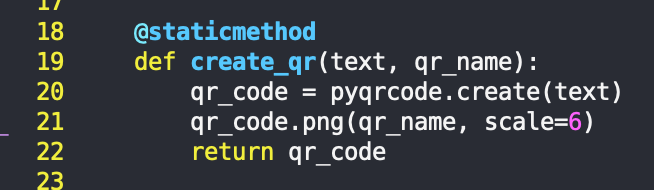 17
18 @staticmethod
19 def create_qr(text, qr_name):
20 qr_code = pyqrcode.create(text)
21 qr_code.png(qr_name, scale=6)
22 return qr_code
23